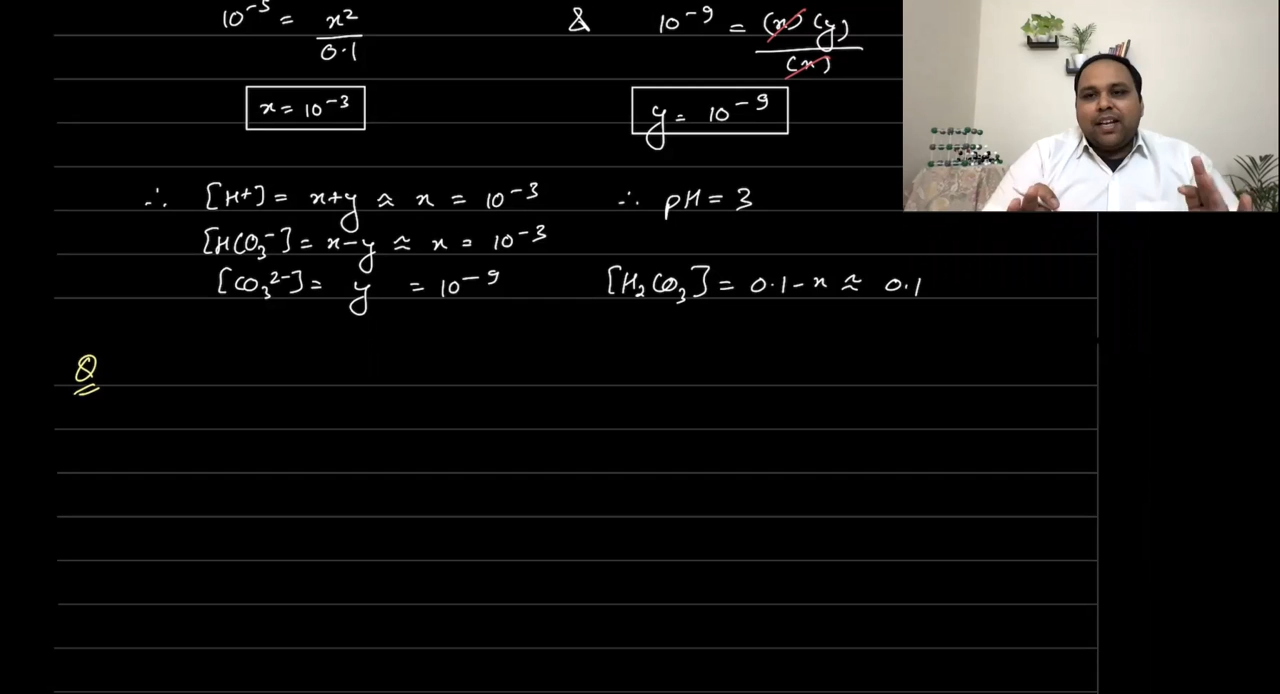 10⁻⁵ = x²/0.1 & 10⁻⁹ = (x)(y)/(x)
x = 10⁻³ y = 10⁻⁹
∴ [H+] = x+y ≈ x = 10⁻³ ∴ pH = 3
[HCO₃⁻] = x-y ≈ x = 10⁻³
[CO₃²⁻] = y = 10⁻⁹ [H₂CO₃] = 0.1-x ≈ 0.1
Q